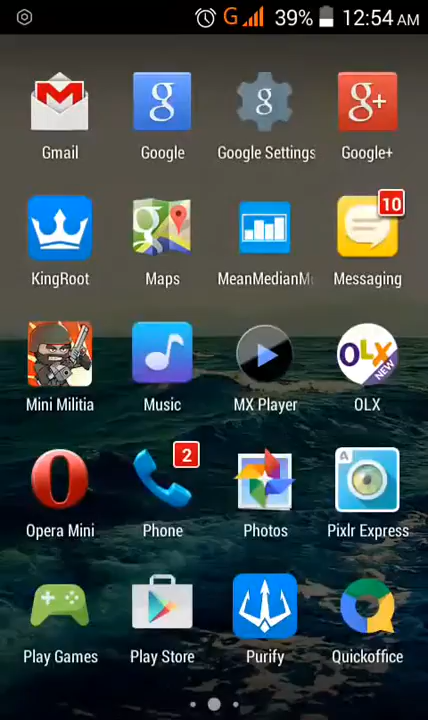 G 39% 12:54 AM
Gmail Google Google Settings Google+
10
KingRoot Maps MeanMedianM Messaging
OLX NEW
Mini Militia Music MX Player OLX
2
Opera Mini Phone Photos Pixlr Express
Play Games Play Store Purify Quickoffice